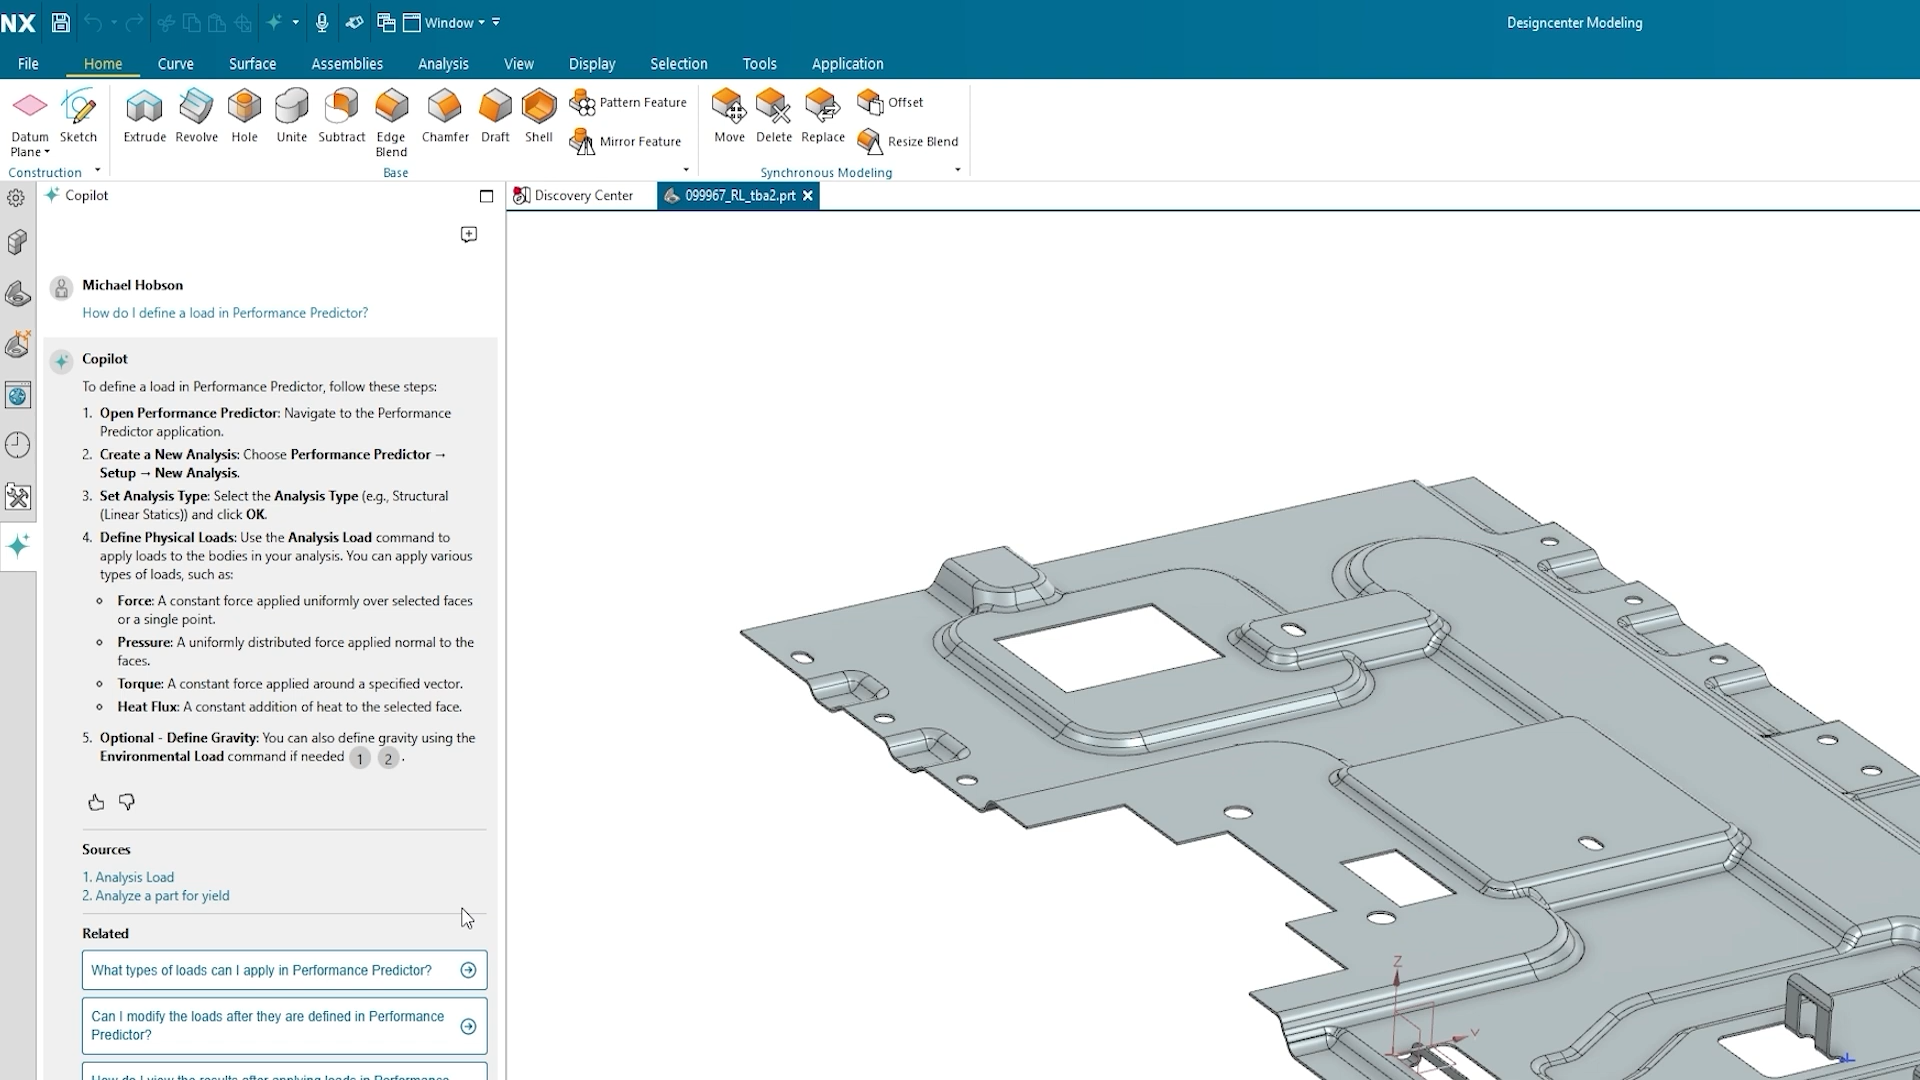 NX
Window
Designcenter Modeling
File
Home
Curve
Surface
Assemblies
Analysis
View
Display
Selection
Tools
Application
Datum
Plane
Sketch
Extrude
Revolve
Hole
Unite
Subtract
Edge
Blend
Chamfer
Draft
Shell
Pattern Feature
Mirror Feature
Move
Delete
Replace
Offset
Resize Blend
Construction
Base
Synchronous Modeling
Copilot
Discovery Center
099967_RL_tba2.prt
Michael Hobson
How do I define a load in Performance Predictor?
Copilot
To define a load in Performance Predictor, follow these steps:
1. Open Performance Predictor: Navigate to the Performance
Predictor application.
2. Create a New Analysis: Choose Performance Predictor →
Setup → New Analysis.
3. Set Analysis Type: Select the Analysis Type (e.g., Structural
(Linear Statics)) and click OK.
4. Define Physical Loads: Use the Analysis Load command to
apply loads to the bodies in your analysis. You can apply various
types of loads, such as:
Force: A constant force applied uniformly over selected faces
or a single point.
Pressure: A uniformly distributed force applied normal to the
faces.
Torque: A constant force applied around a specified vector.
Heat Flux: A constant addition of heat to the selected face.
5. Optional - Define Gravity: You can also define gravity using the
Environmental Load command if needed 1 2 .
Sources
1. Analysis Load
2. Analyze a part for yield
Related
What types of loads can I apply in Performance Predictor?
Can I modify the loads after they are defined in Performance
Predictor?
How do I view the results after applying loads in Performance
Z
Y